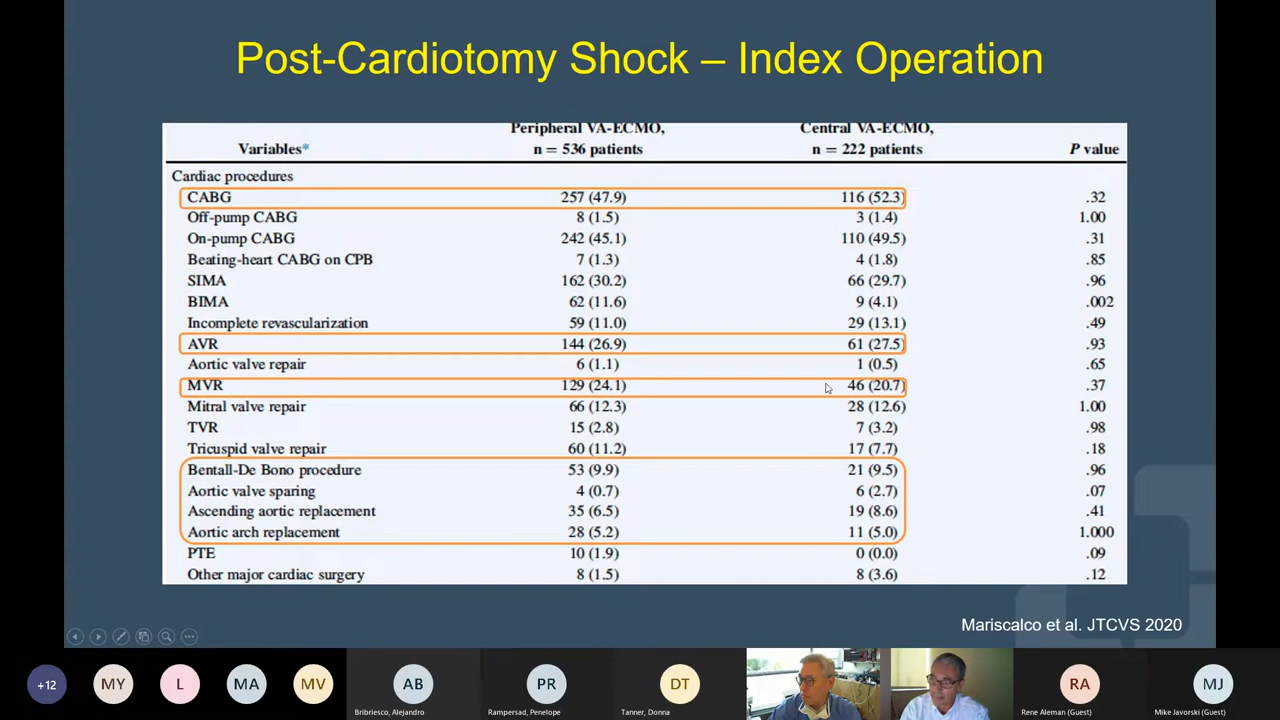 Post-Cardiotomy Shock – Index Operation
Peripheral VA-ECMO, Central VA-ECMO,
Variables* n = 536 patients n = 222 patients P value
Cardiac procedures
CABG 257 (47.9) 116 (52.3) .32
Off-pump CABG 8 (1.5) 3 (1.4) 1.00
On-pump CABG 242 (45.1) 110 (49.5) .31
Beating-heart CABG on CPB 7 (1.3) 4 (1.8) .85
SIMA 162 (30.2) 66 (29.7) .96
BIMA 62 (11.6) 9 (4.1) .002
Incomplete revascularization 59 (11.0) 29 (13.1) .49
AVR 144 (26.9) 61 (27.5) .93
Aortic valve repair 6 (1.1) 1 (0.5) .65
MVR 129 (24.1) 46 (20.7) .37
Mitral valve repair 66 (12.3) 28 (12.6) 1.00
TVR 15 (2.8) 7 (3.2) .98
Tricuspid valve repair 60 (11.2) 17 (7.7) .18
Bentall-De Bono procedure 53 (9.9) 21 (9.5) .96
Aortic valve sparing 4 (0.7) 6 (2.7) .07
Ascending aortic replacement 35 (6.5) 19 (8.6) .41
Aortic arch replacement 28 (5.2) 11 (5.0) 1.000
PTE 10 (1.9) 0 (0.0) .09
Other major cardiac surgery 8 (1.5) 8 (3.6) .12
Mariscalco et al. JTCVS 2020
+12 MY L MA MV AB PR DT RA MJ
Bribriesco, Alejandro Rampersad, Penelope Tanner, Donna Rene Aleman (Guest) Mike Javorski (Guest)